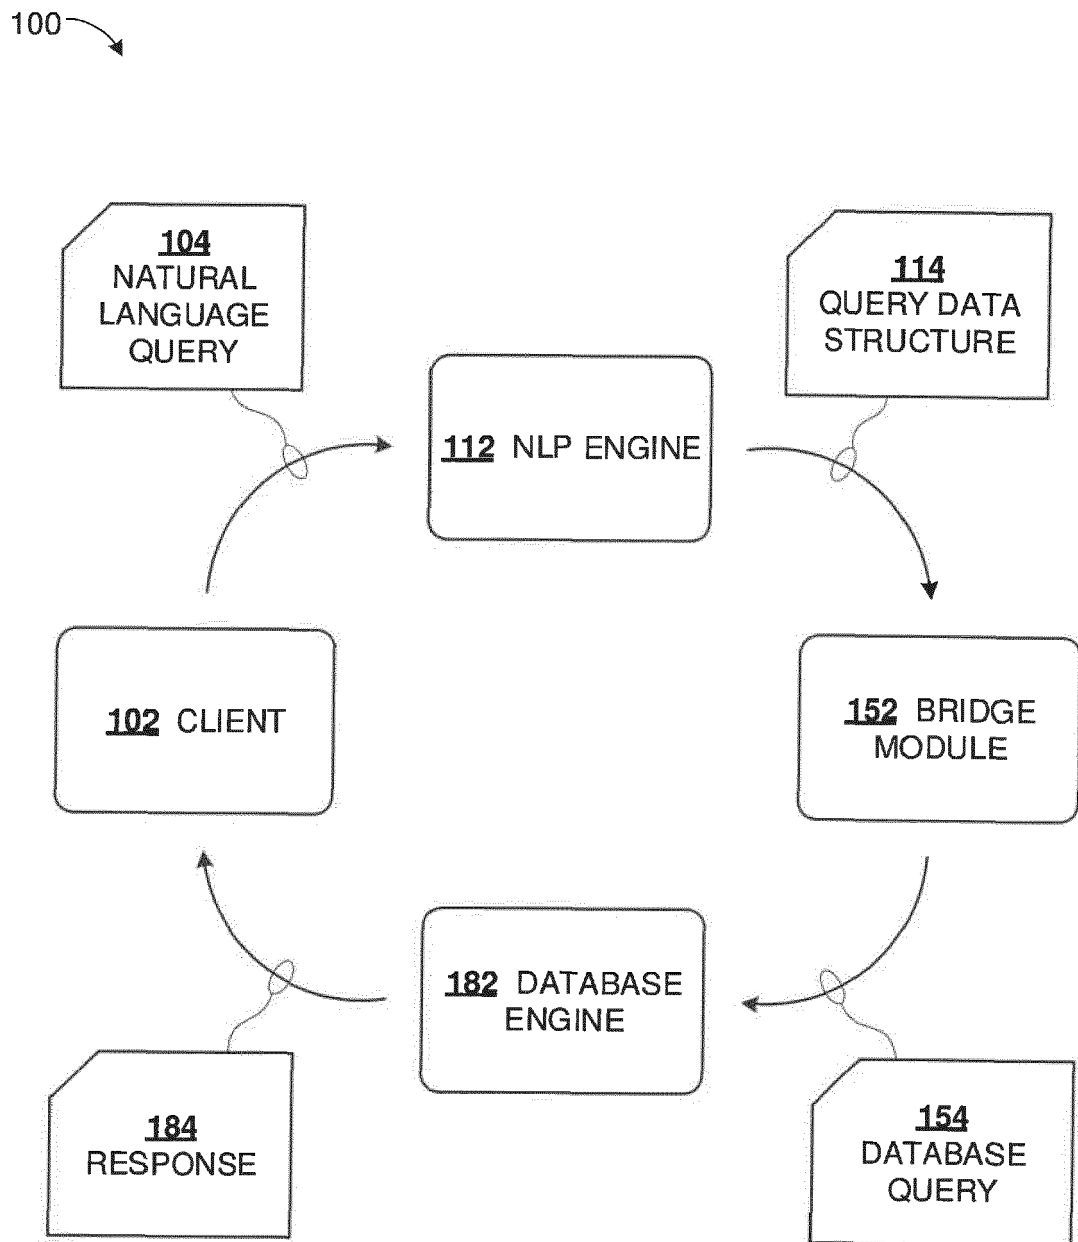 100
104
NATURAL
LANGUAGE
QUERY
114
QUERY DATA
STRUCTURE
112 NLP ENGINE
102 CLIENT
152 BRIDGE
MODULE
182 DATABASE
ENGINE
184
RESPONSE
154
DATABASE
QUERY